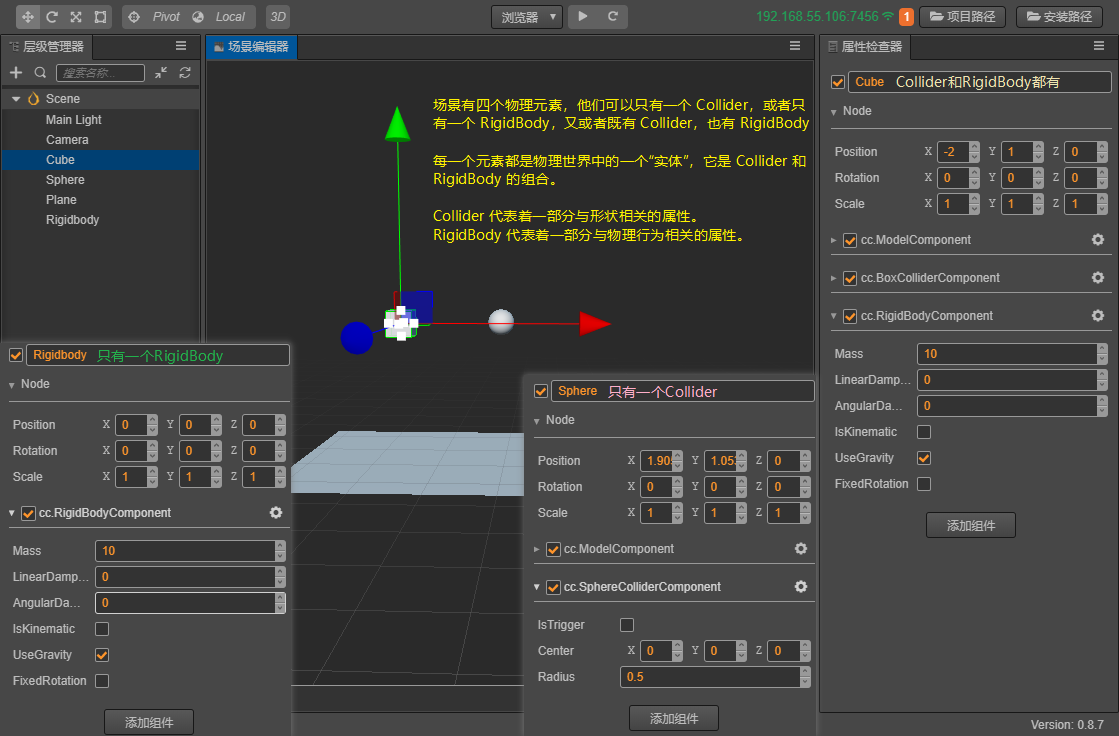 Pivot
Local
3D
浏览器
192.168.55.106:7456
1
项目路径
安装路径
层级管理器
搜索名称...
Scene
Main Light
Camera
Cube
Sphere
Plane
Rigidbody
场景编辑器
场景有四个物理元素，他们可以只有一个 Collider，或者只
有一个 RigidBody，又或者既有 Collider，也有 RigidBody
每一个元素都是物理世界中的一个“实体”，它是 Collider 和
RigidBody 的组合。
Collider 代表着一部分与形状相关的属性。
RigidBody 代表着一部分与物理行为相关的属性。
Rigidbody 只有一个RigidBody
Node
Position X 0 Y 0 Z 0
Rotation X 0 Y 0 Z 0
Scale X 1 Y 1 Z 1
cc.RigidBodyComponent
Mass 10
LinearDamp... 0
AngularDa... 0
IsKinematic
UseGravity
FixedRotation
添加组件
Sphere 只有一个Collider
Node
Position X 1.90 Y 1.05 Z 0
Rotation X 0 Y 0 Z 0
Scale X 1 Y 1 Z 1
cc.ModelComponent
cc.SphereColliderComponent
IsTrigger
Center X 0 Y 0 Z 0
Radius 0.5
添加组件
属性检查器
Cube Collider和RigidBody都有
Node
Position X -2 Y 1 Z 0
Rotation X 0 Y 0 Z 0
Scale X 1 Y 1 Z 1
cc.ModelComponent
cc.BoxColliderComponent
cc.RigidBodyComponent
Mass 10
LinearDamp... 0
AngularDa... 0
IsKinematic
UseGravity
FixedRotation
添加组件
Version: 0.8.7